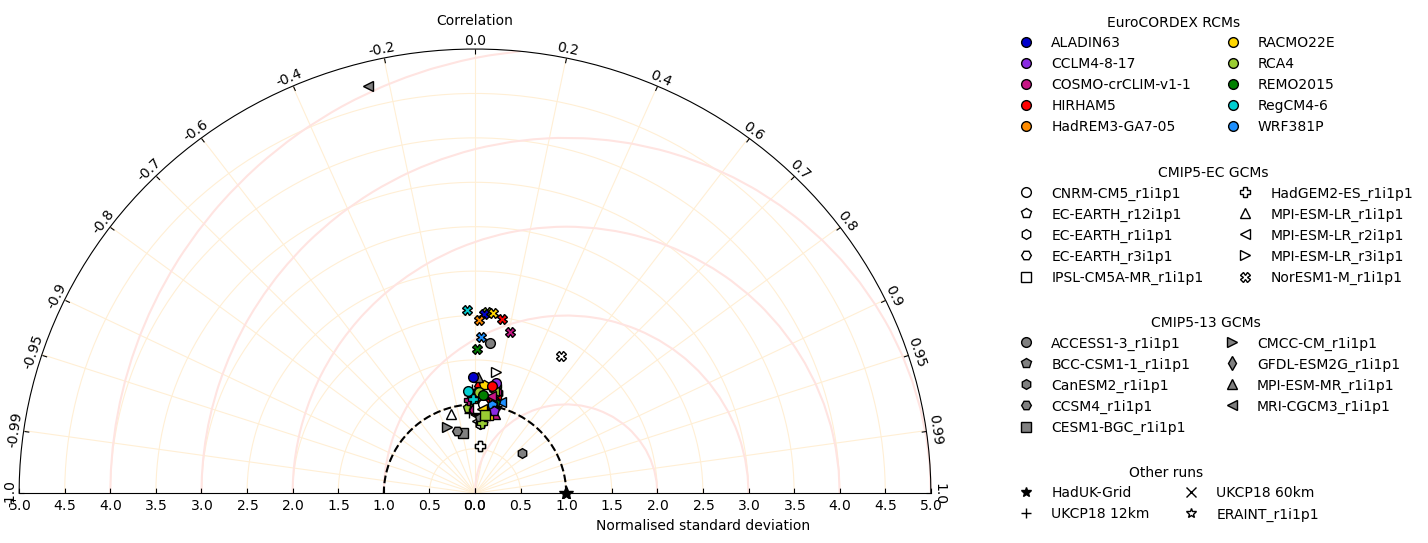 Correlation
0.0
-0.2
0.2
-0.4
0.4
-0.6
0.6
-0.7
0.7
-0.8
0.8
-0.9
0.9
-0.95
0.95
-0.99
0.99
-1.0
1.0
5.0 4.5 4.0 3.5 3.0 2.5 2.0 1.5 1.0 0.5 0.0 0.5 1.0 1.5 2.0 2.5 3.0 3.5 4.0 4.5 5.0
Normalised standard deviation
EuroCORDEX RCMs
ALADIN63 RACMO22E
CCLM4-8-17 RCA4
COSMO-crCLIM-v1-1 REMO2015
HIRHAM5 RegCM4-6
HadREM3-GA7-05 WRF381P
CMIP5-EC GCMs
CNRM-CM5_r1i1p1 HadGEM2-ES_r1i1p1
EC-EARTH_r12i1p1 MPI-ESM-LR_r1i1p1
EC-EARTH_r1i1p1 MPI-ESM-LR_r2i1p1
EC-EARTH_r3i1p1 MPI-ESM-LR_r3i1p1
IPSL-CM5A-MR_r1i1p1 NorESM1-M_r1i1p1
CMIP5-13 GCMs
ACCESS1-3_r1i1p1 CMCC-CM_r1i1p1
BCC-CSM1-1_r1i1p1 GFDL-ESM2G_r1i1p1
CanESM2_r1i1p1 MPI-ESM-MR_r1i1p1
CCSM4_r1i1p1 MRI-CGCM3_r1i1p1
CESM1-BGC_r1i1p1
Other runs
HadUK-Grid UKCP18 60km
UKCP18 12km ERAINT_r1i1p1